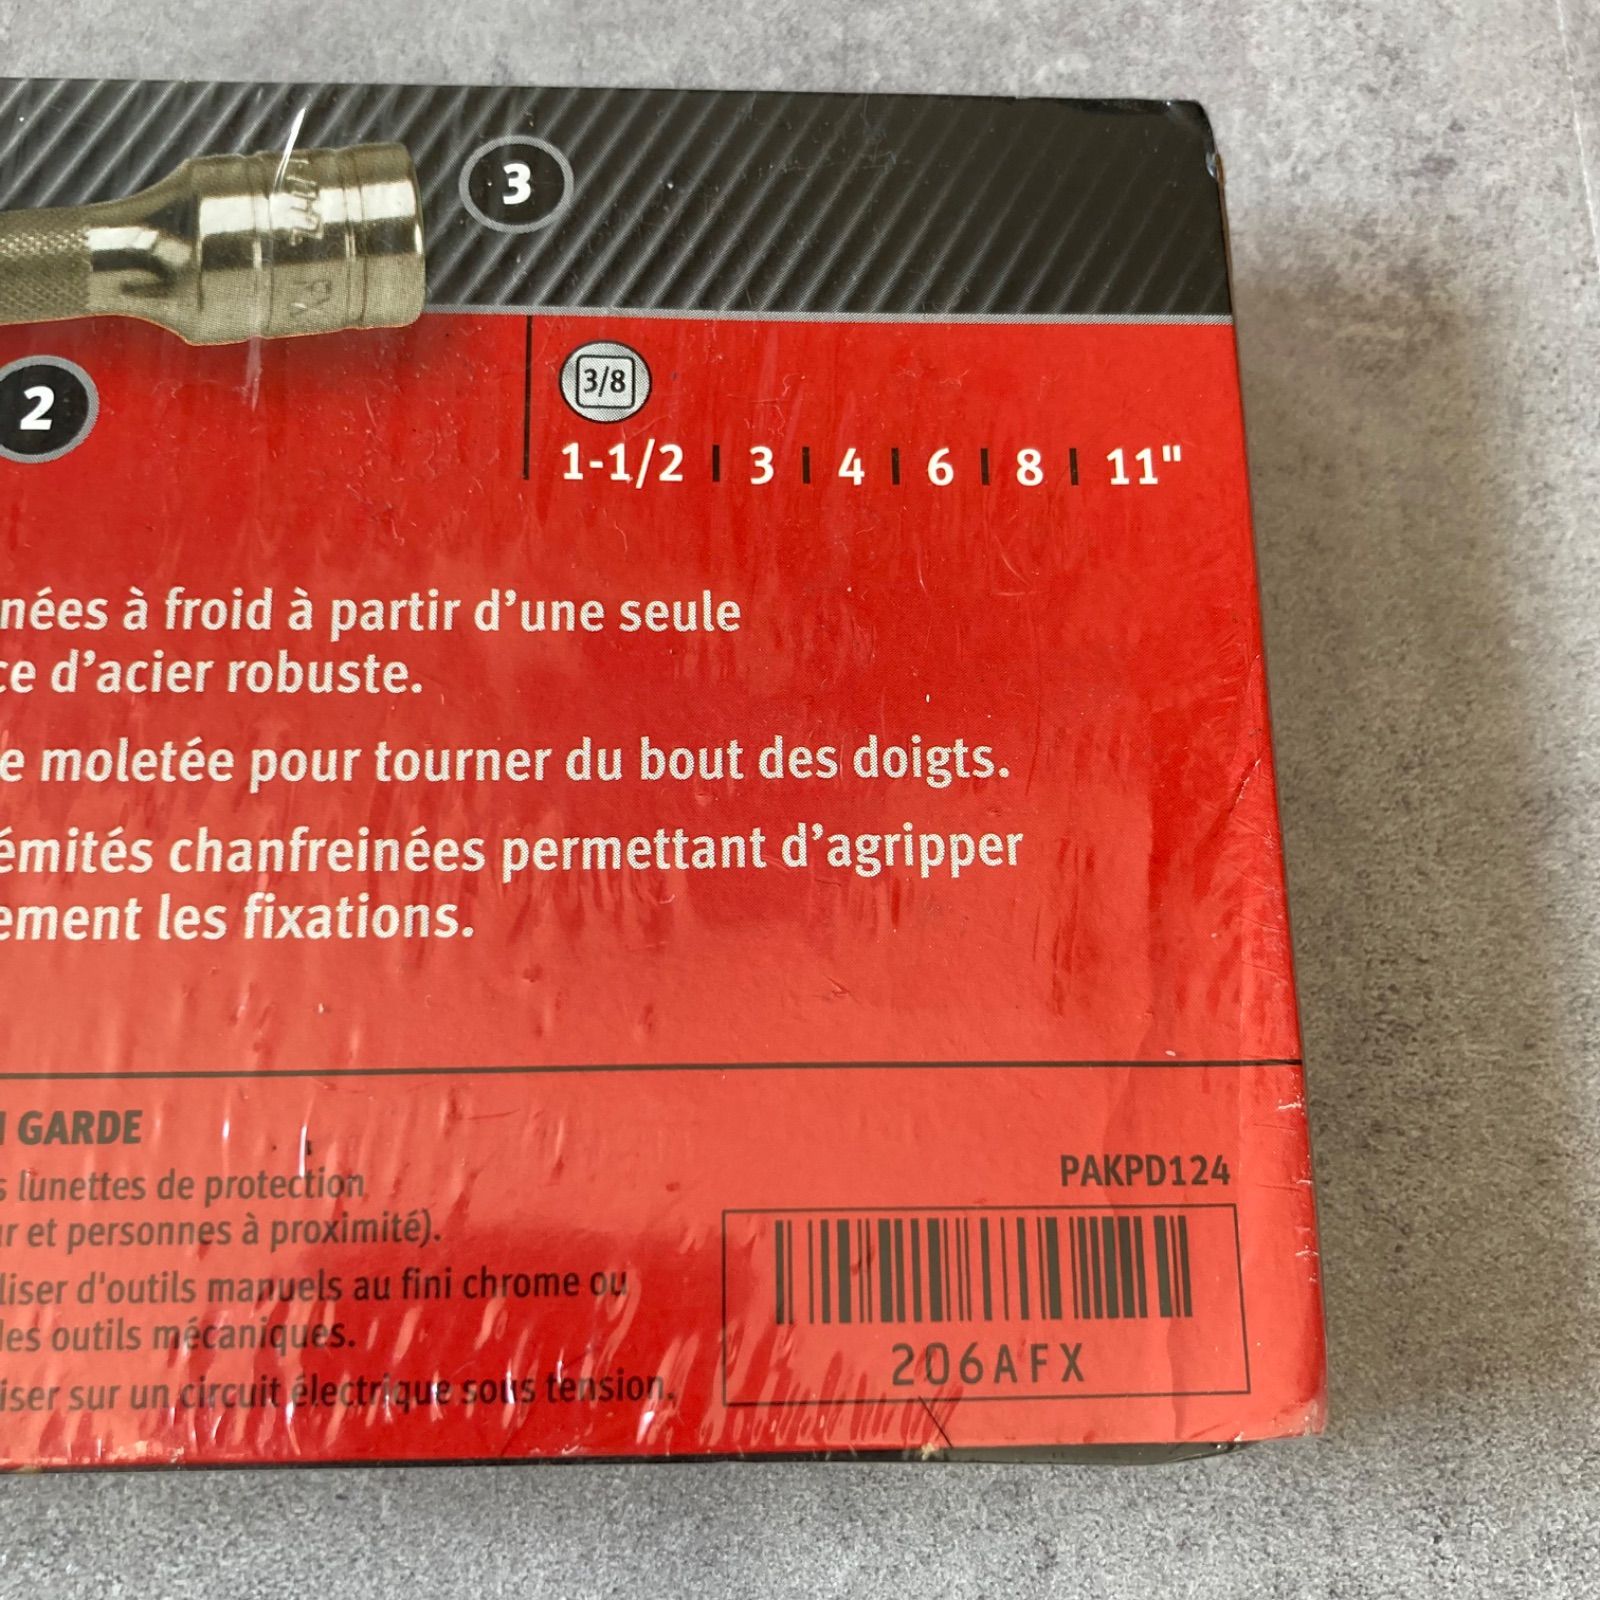 3
2
3/8
1-1/2 | 3 | 4 | 6 | 8 | 11"
nées à froid à partir d'une seule
ce d'acier robuste.
e moletée pour tourner du bout des doigts.
émités chanfreinées permettant d'agripper
ement les fixations.
GARDE
s lunettes de protection
r et personnes à proximité).
liser d'outils manuels au fini chrome ou
les outils mécaniques.
iser sur un circuit électrique sous tension.
PAKPD124
206AFX